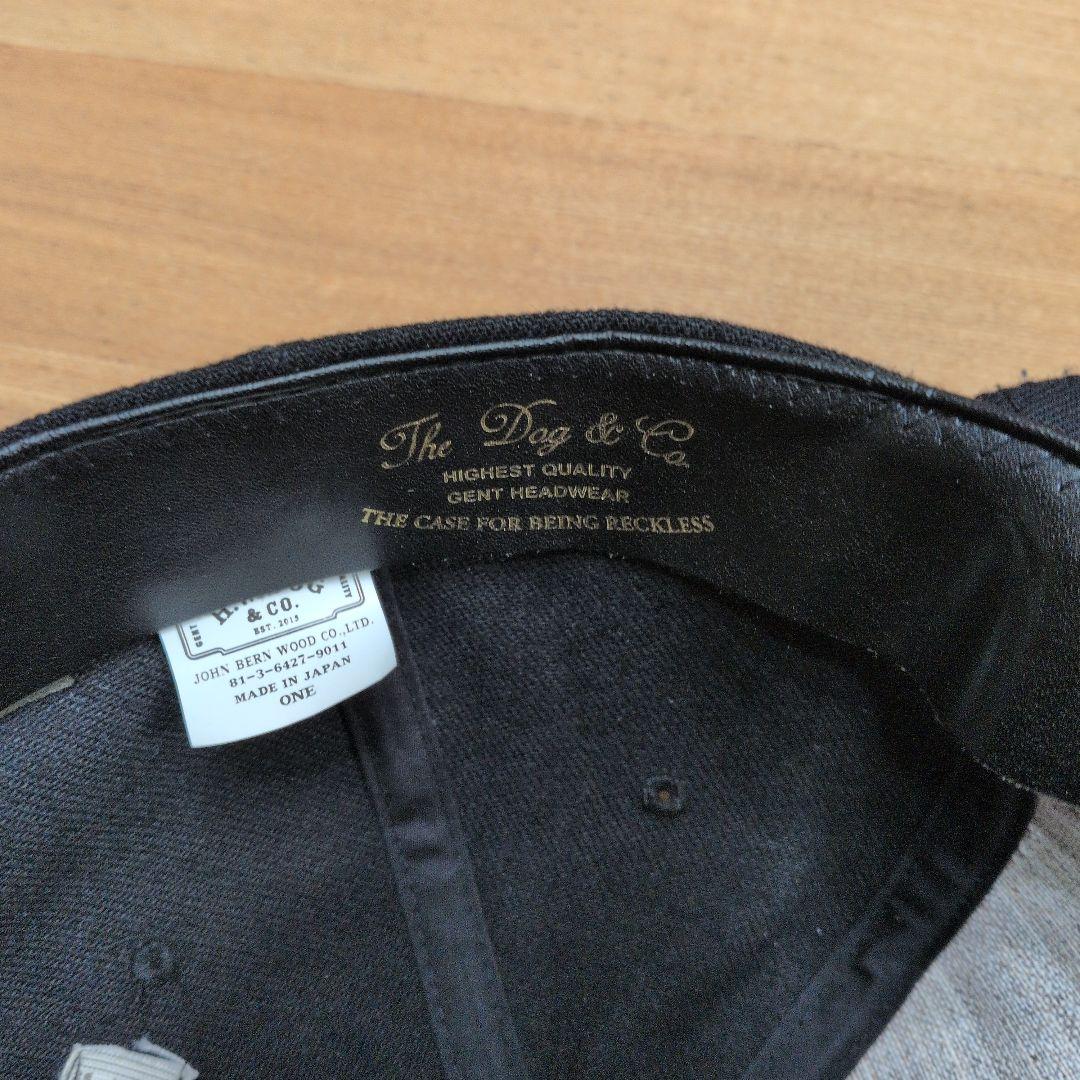 The Dog & Co.
HIGHEST QUALITY
GENT HEADWEAR
THE CASE FOR BEING RECKLESS
& CO.
EST. 2015
JOHN BERN WOOD CO.,LTD.
81-3-6427-9011
MADE IN JAPAN
ONE